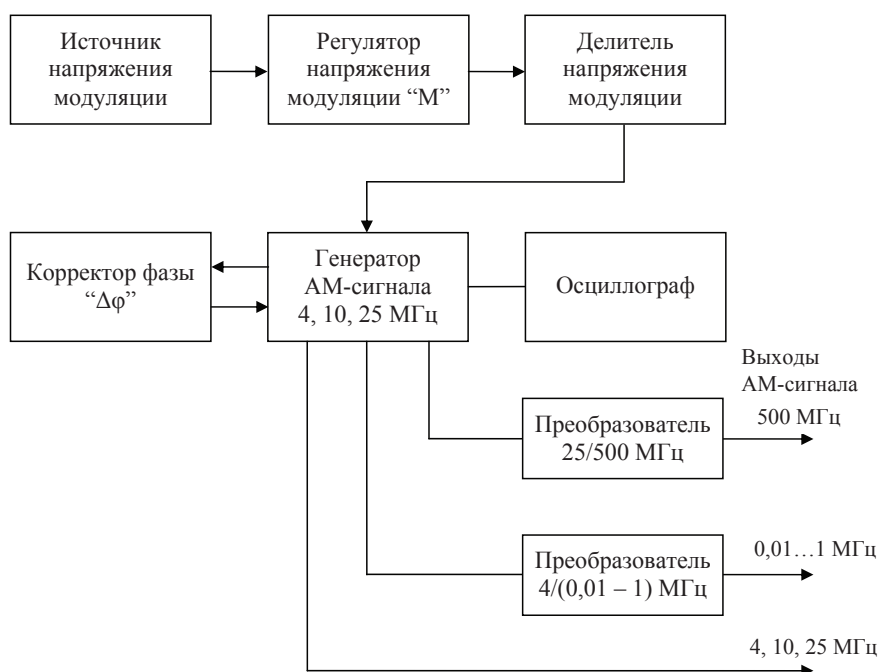 Источник
напряжения
модуляции
Регулятор
напряжения
модуляции “М”
Делитель
напряжения
модуляции
Корректор фазы
“Δφ”
Генератор
АМ-сигнала
4, 10, 25 МГц
Осциллограф
Выходы
АМ-сигнала
500 МГц
Преобразователь
25/500 МГц
0,01…1 МГц
Преобразователь
4/(0,01 – 1) МГц
4, 10, 25 МГц